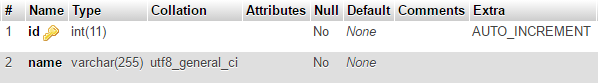 # Name Type Collation Attributes Null Default Comments Extra
1 id int(11) No None AUTO_INCREMENT
2 name varchar(255) utf8_general_ci No None